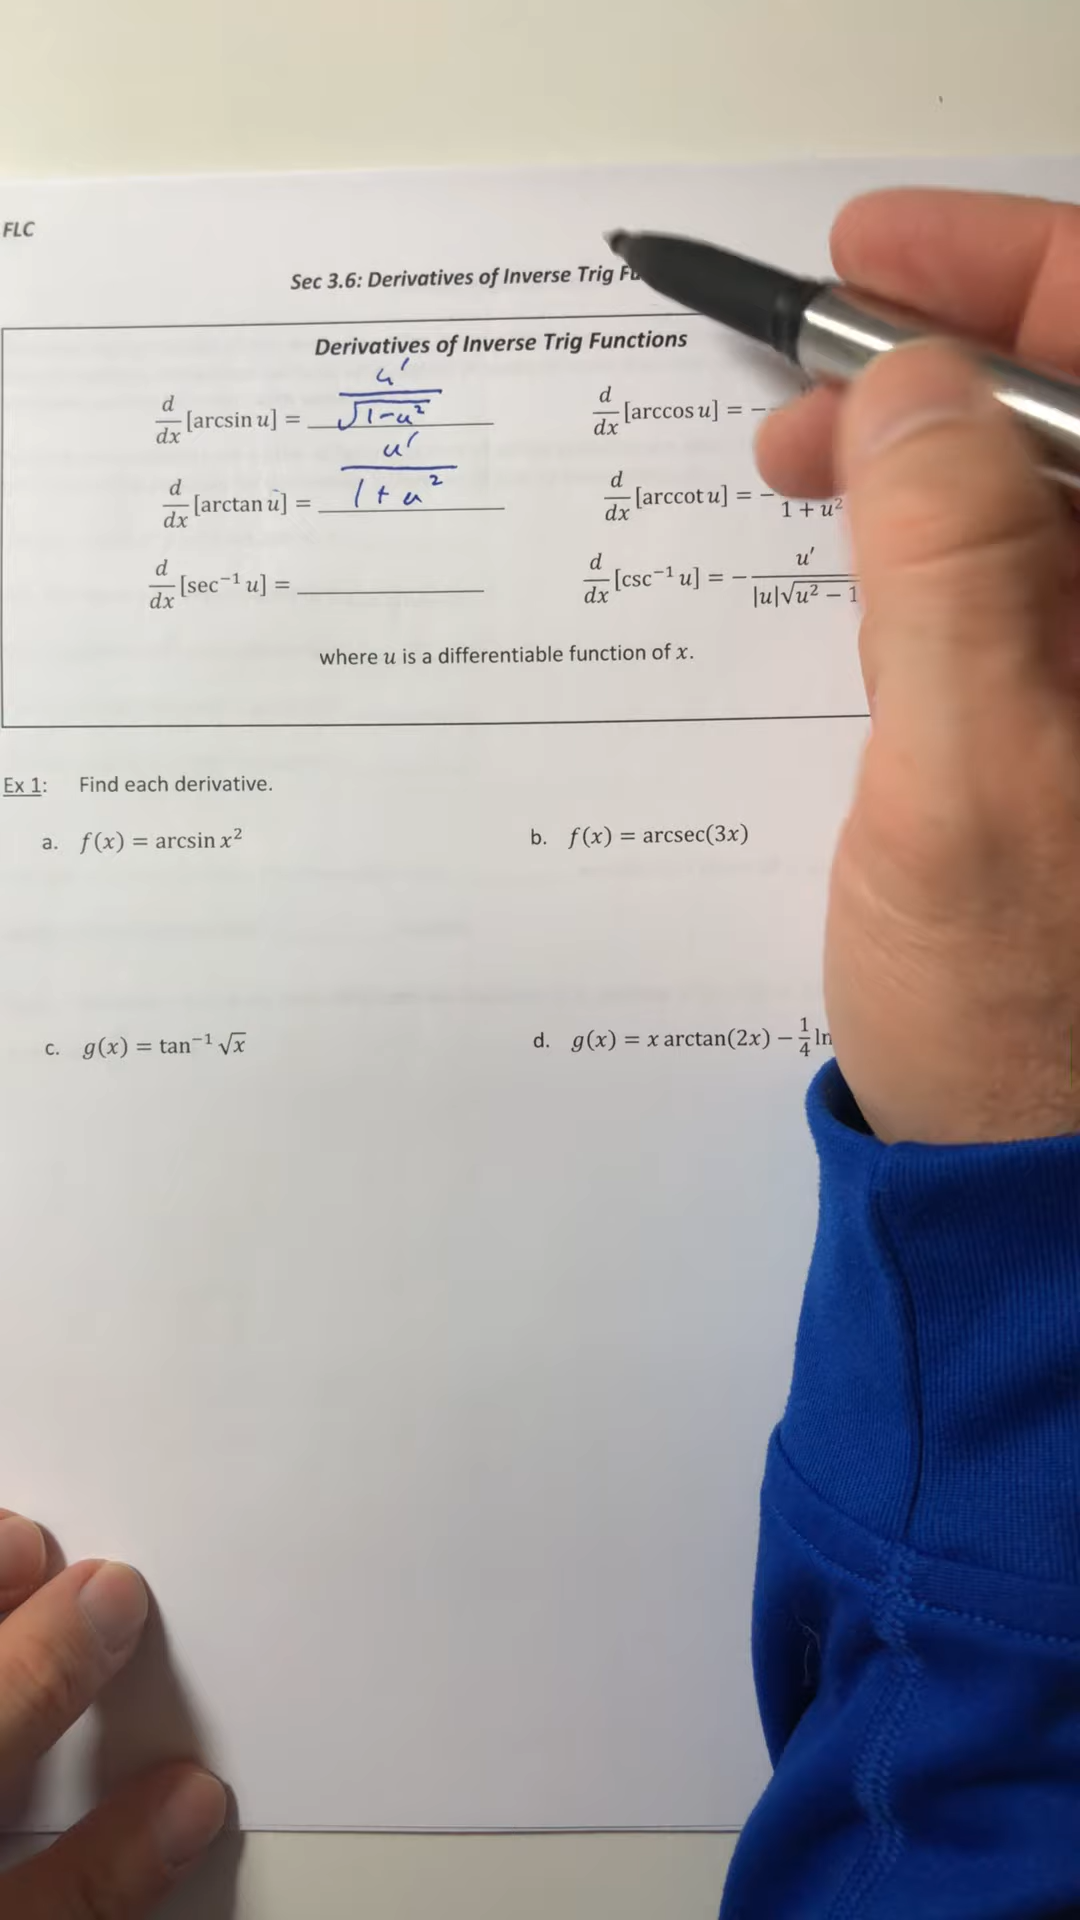 FLC
Sec 3.6: Derivatives of Inverse Trig
Derivatives of Inverse Trig Functions
d/dx [arcsin u] = u'/√(1-u²)
d/dx [arccos u] = −
d/dx [arctan u] = u'/(1+u²)
d/dx [arccot u] = − /(1 + u²)
d/dx [sec⁻¹ u] = ____________
d/dx [csc⁻¹ u] = − u'/(|u|√(u² − 1))
where u is a differentiable function of x.
Ex 1: Find each derivative.
a. f(x) = arcsin x²
b. f(x) = arcsec(3x)
c. g(x) = tan⁻¹ √x
d. g(x) = x arctan(2x) − 1/4 ln